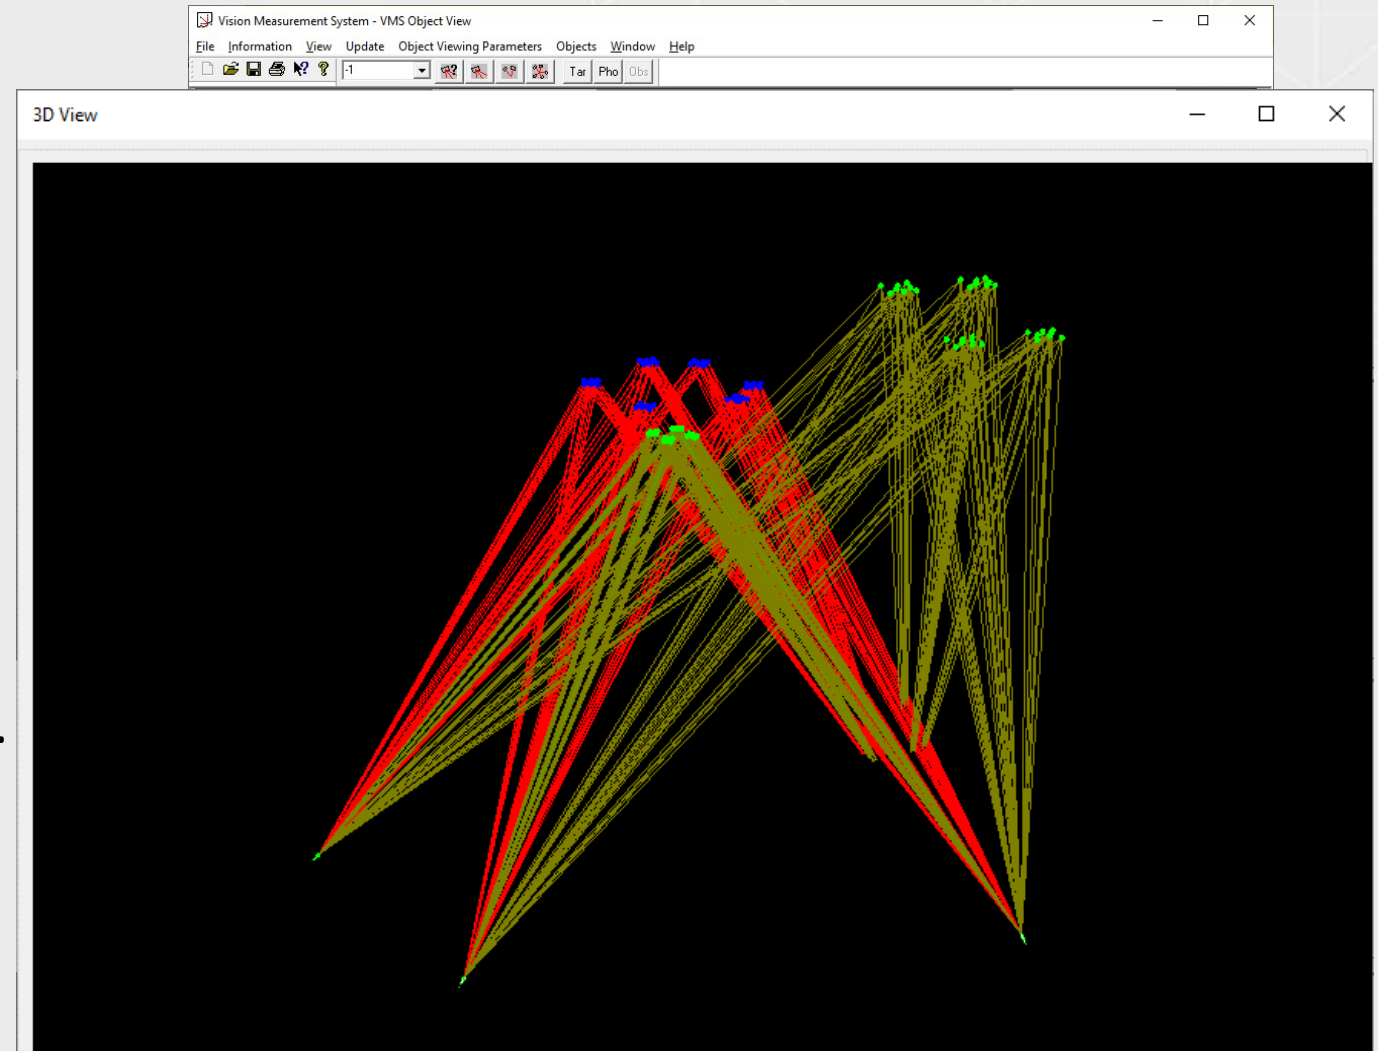 Vision Measurement System - VMS Object View
File Information View Update Object Viewing Parameters Objects Window Help
-1 Tar Pho Obs
3D View